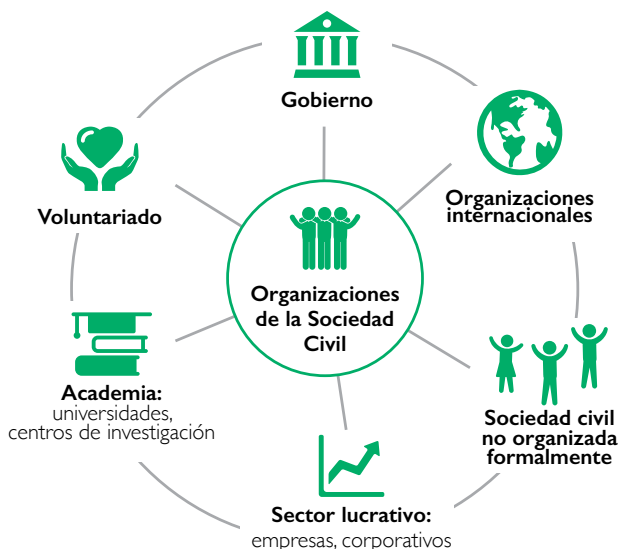 Gobierno
Organizaciones
internacionales
Voluntariado
Organizaciones
de la Sociedad
Civil
Academia:
universidades,
centros de investigación
Sociedad civil
no organizada
formalmente
Sector lucrativo:
empresas, corporativos